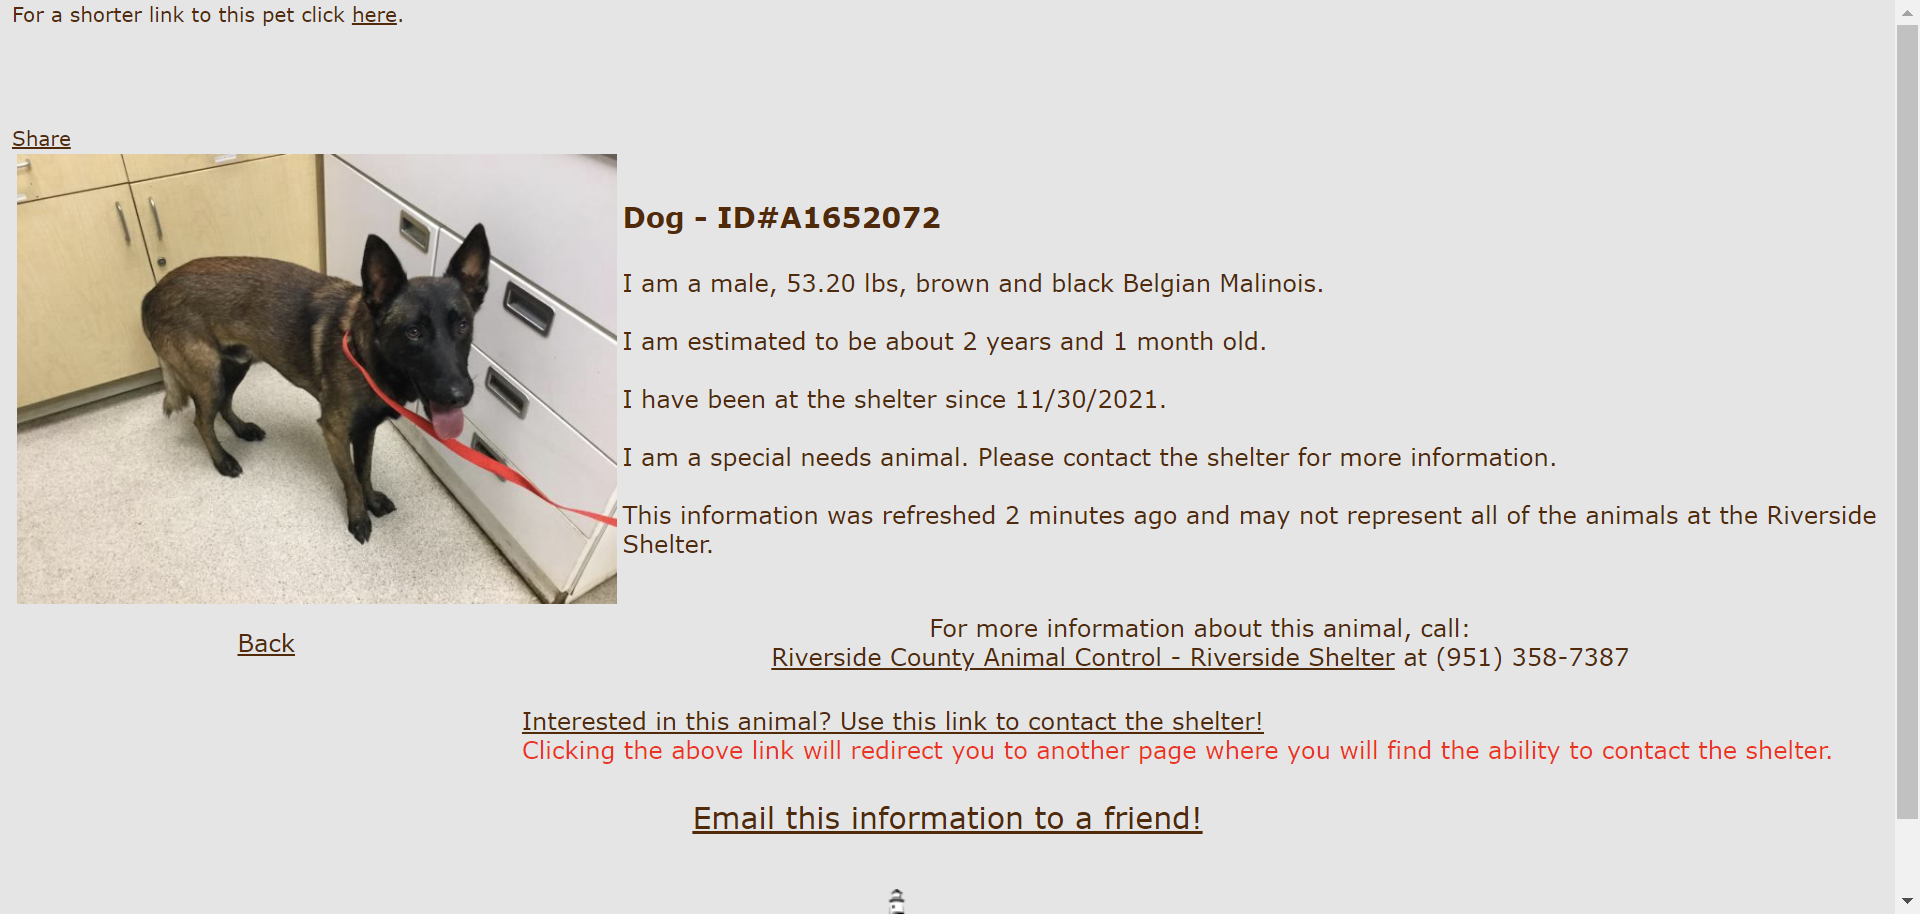 For a shorter link to this pet click here.
Share
Dog - ID#A1652072
I am a male, 53.20 lbs, brown and black Belgian Malinois.
I am estimated to be about 2 years and 1 month old.
I have been at the shelter since 11/30/2021.
I am a special needs animal. Please contact the shelter for more information.
This information was refreshed 2 minutes ago and may not represent all of the animals at the Riverside
Shelter.
Back
For more information about this animal, call:
Riverside County Animal Control - Riverside Shelter at (951) 358-7387
Interested in this animal? Use this link to contact the shelter!
Clicking the above link will redirect you to another page where you will find the ability to contact the shelter.
Email this information to a friend!